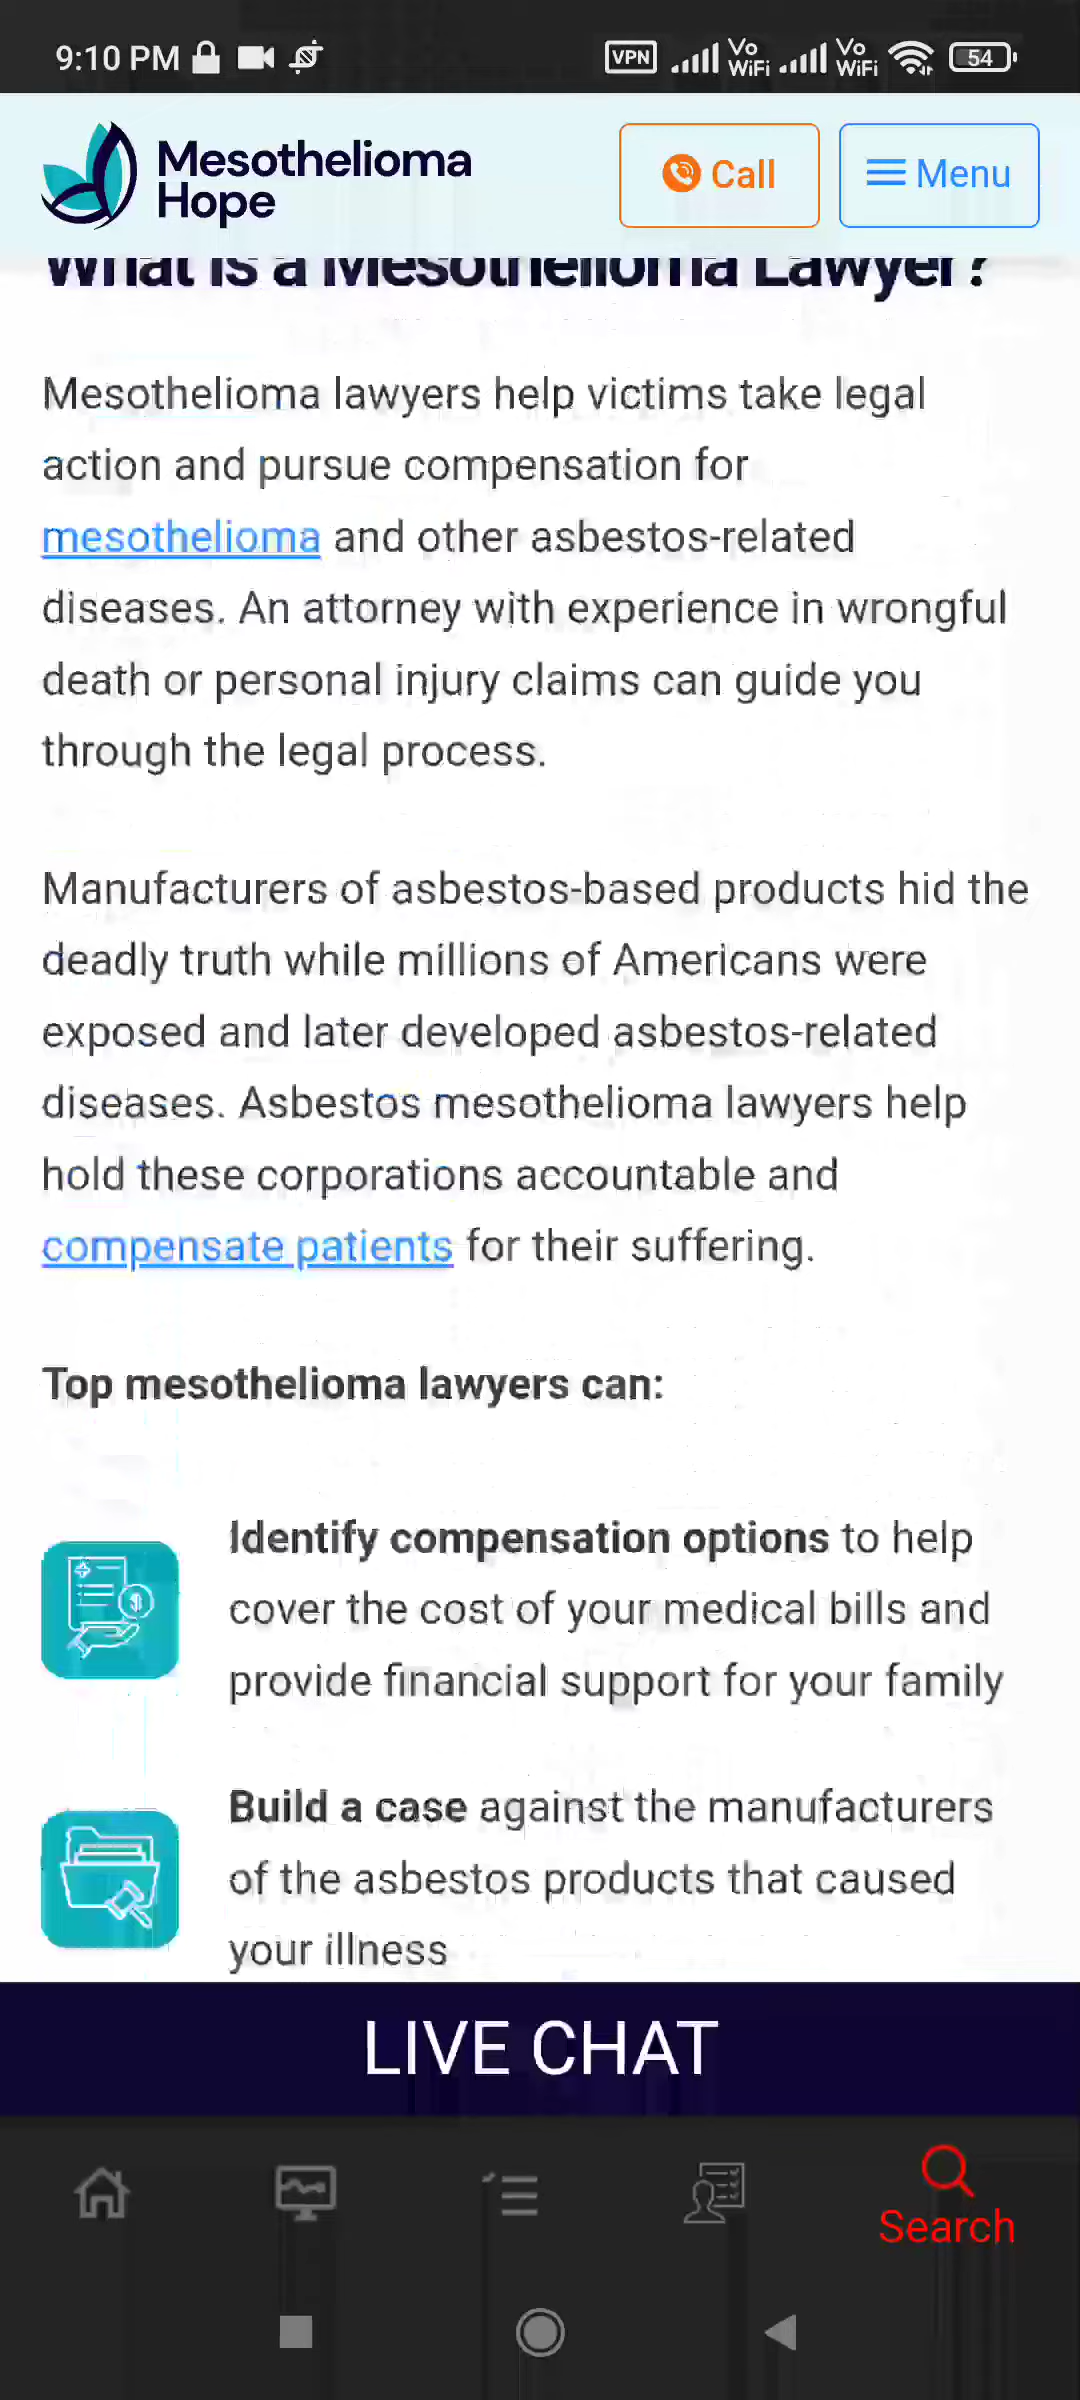 9:10 PM
VPN
Vo
WiFi
Vo
WiFi
54
Mesothelioma
Hope
Call
Menu
What is a Mesothelioma Lawyer?
Mesothelioma lawyers help victims take legal
action and pursue compensation for
mesothelioma and other asbestos-related
diseases. An attorney with experience in wrongful
death or personal injury claims can guide you
through the legal process.
Manufacturers of asbestos-based products hid the
deadly truth while millions of Americans were
exposed and later developed asbestos-related
diseases. Asbestos mesothelioma lawyers help
hold these corporations accountable and
compensate patients for their suffering.
Top mesothelioma lawyers can:
Identify compensation options to help
cover the cost of your medical bills and
provide financial support for your family
Build a case against the manufacturers
of the asbestos products that caused
your illness
LIVE CHAT
Search